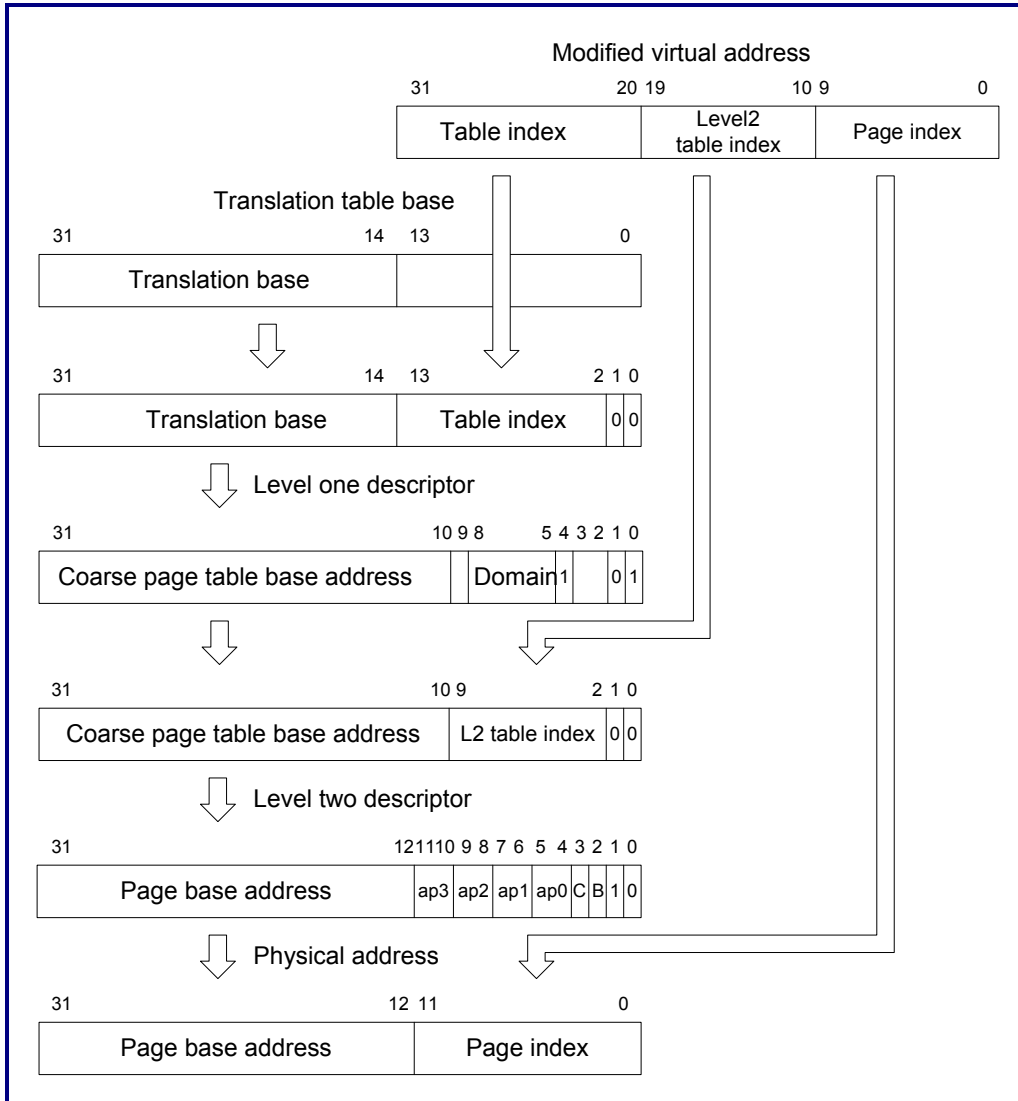 Modified virtual address
31 20 19 10 9 0
Table index Level2 table index Page index
Translation table base
31 14 13 0
Translation base
31 14 13 2 1 0
Translation base Table index 0 0
Level one descriptor
31 10 9 8 5 4 3 2 1 0
Coarse page table base address Domain 1 0 1
31 10 9 2 1 0
Coarse page table base address L2 table index 0 0
Level two descriptor
31 12 11 10 9 8 7 6 5 4 3 2 1 0
Page base address ap3 ap2 ap1 ap0 C B 1 0
Physical address
31 12 11 0
Page base address Page index